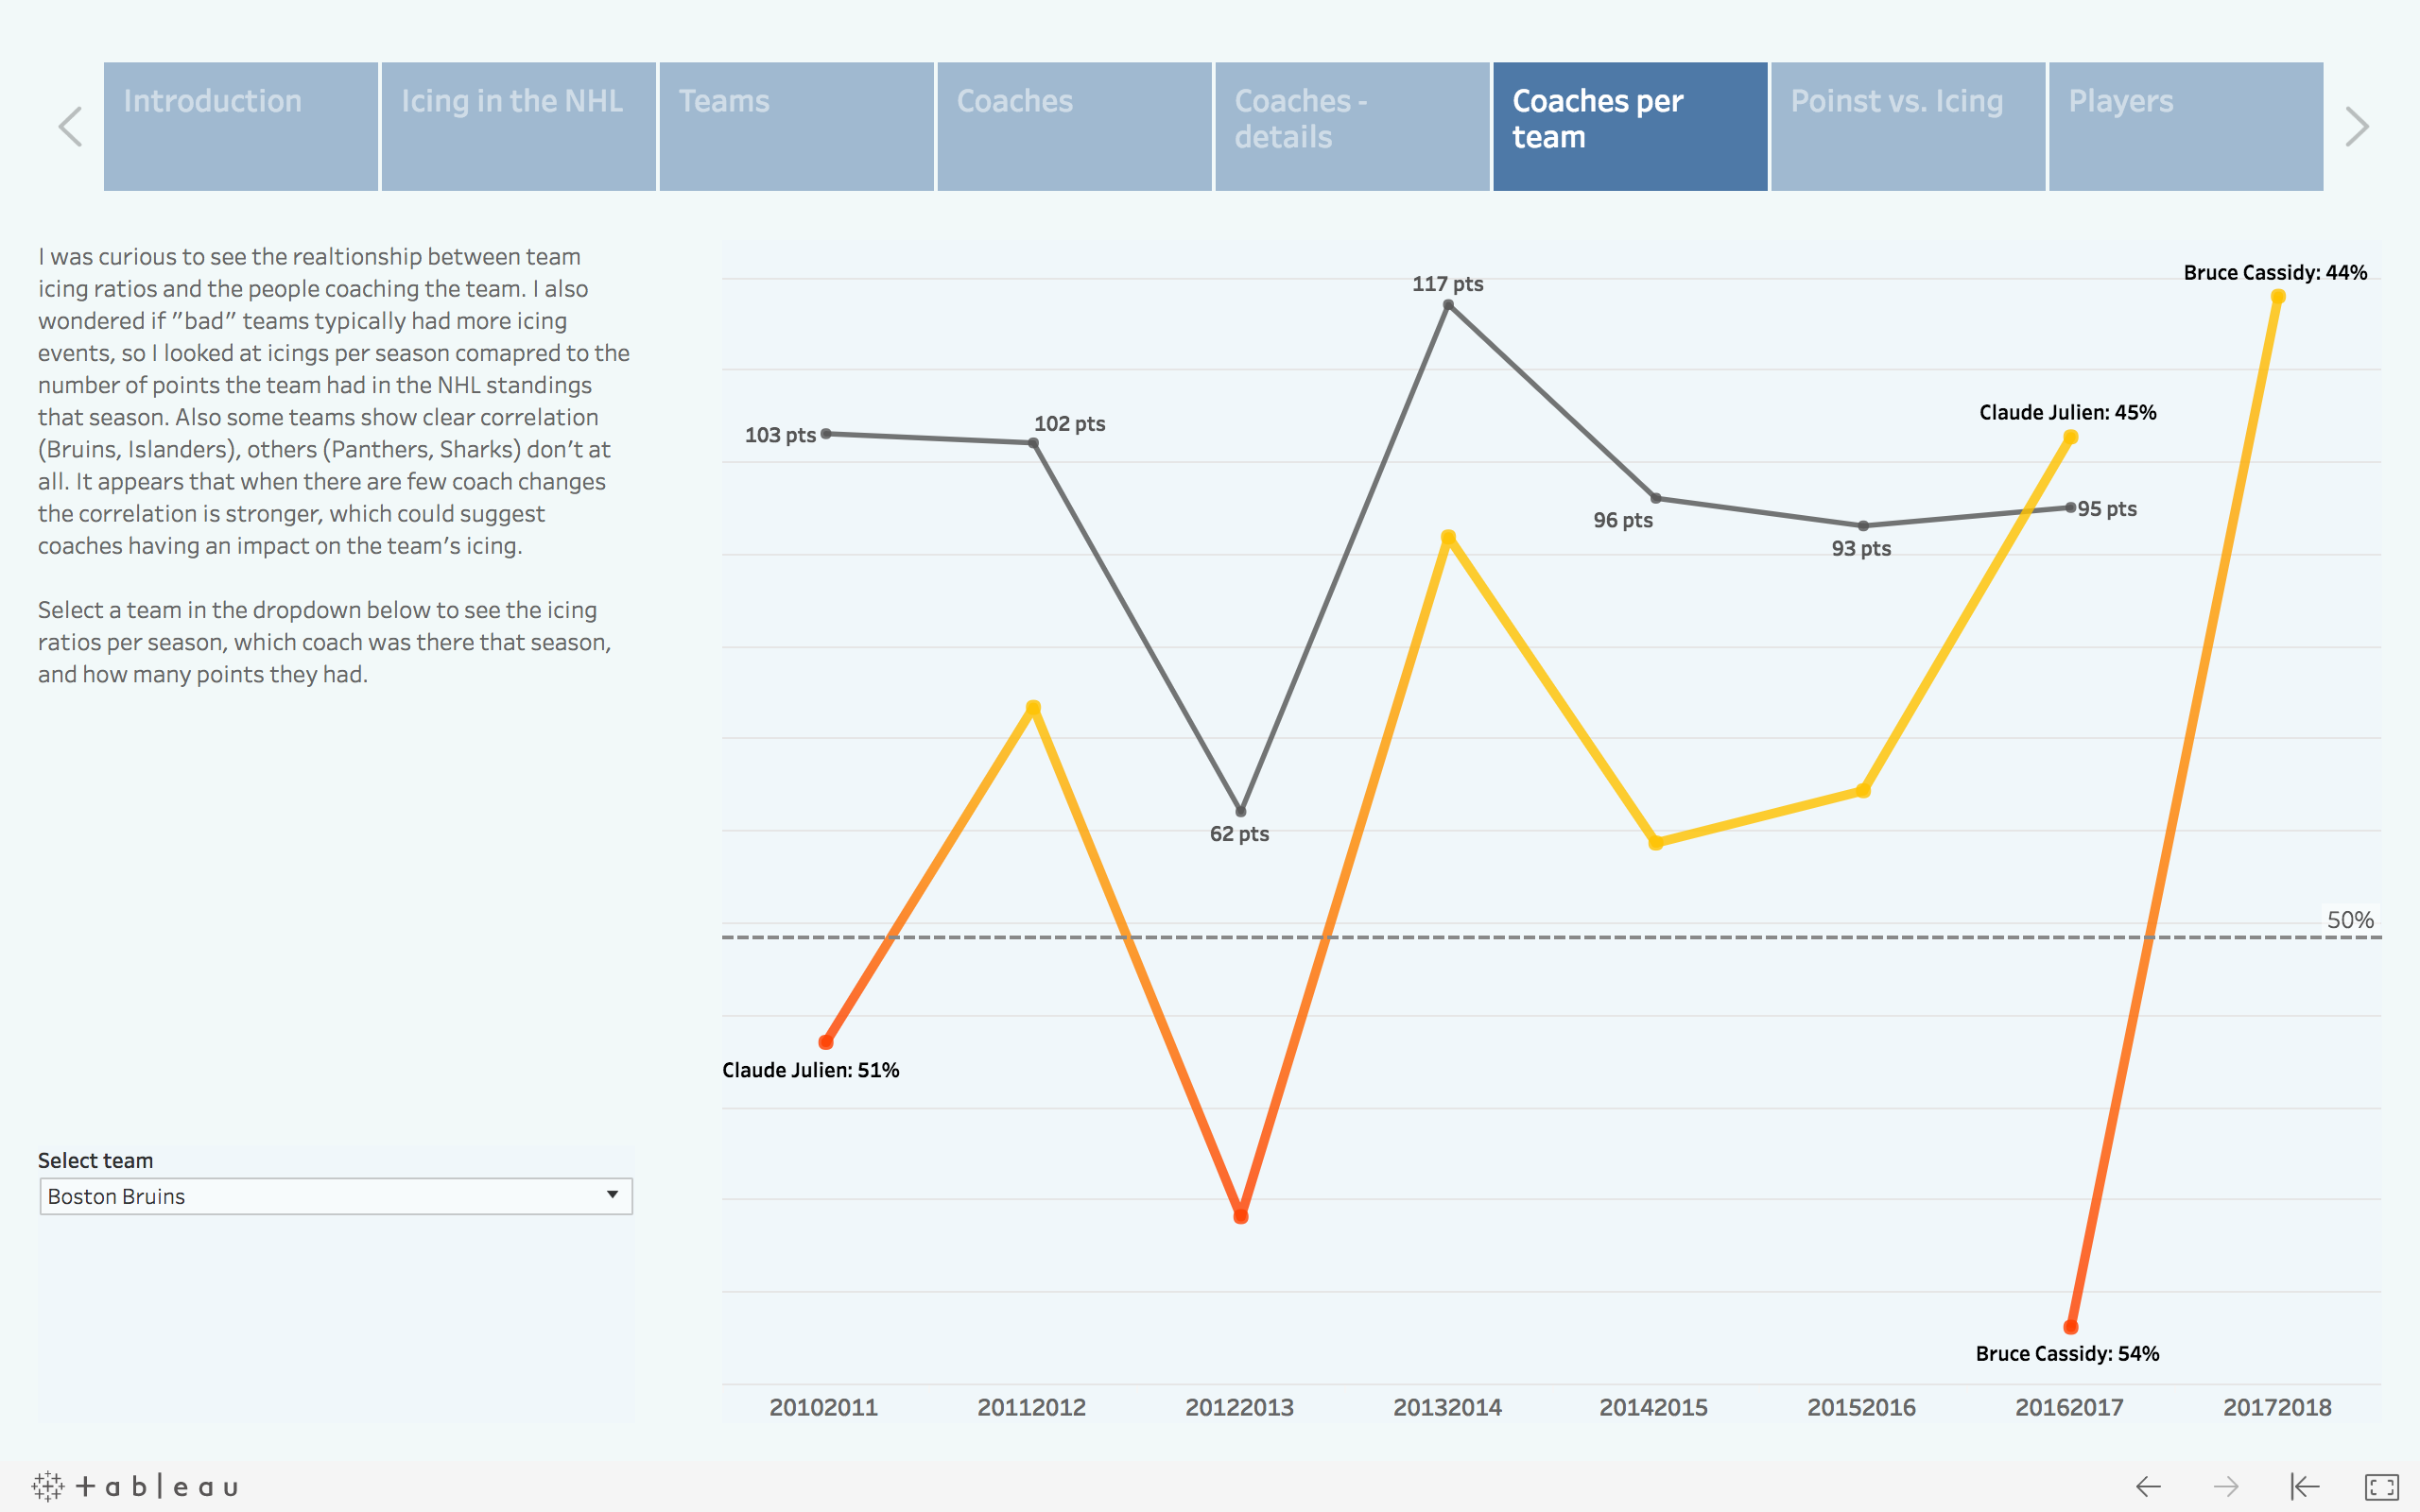 Introduction
Icing in the NHL
Teams
Coaches
Coaches -
details
Coaches per
team
Poinst vs. Icing
Players
I was curious to see the realtionship between team
icing ratios and the people coaching the team. I also
wondered if ”bad” teams typically had more icing
events, so I looked at icings per season comapred to the
number of points the team had in the NHL standings
that season. Also some teams show clear correlation
(Bruins, Islanders), others (Panthers, Sharks) don’t at
all. It appears that when there are few coach changes
the correlation is stronger, which could suggest
coaches having an impact on the team’s icing.
Select a team in the dropdown below to see the icing
ratios per season, which coach was there that season,
and how many points they had.
Select team
Boston Bruins
Bruce Cassidy: 44%
117 pts
Claude Julien: 45%
103 pts
102 pts
96 pts
95 pts
93 pts
62 pts
50%
Claude Julien: 51%
Bruce Cassidy: 54%
20102011
20112012
20122013
20132014
20142015
20152016
20162017
20172018
+ableau